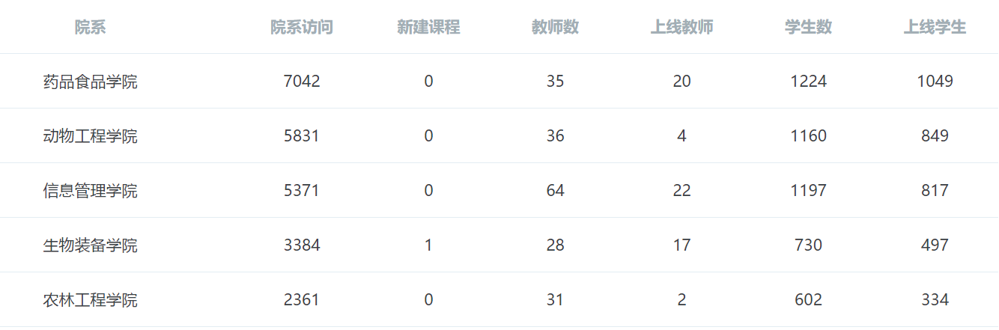 院系 院系访问 新建课程 教师数 上线教师 学生数 上线学生
药品食品学院 7042 0 35 20 1224 1049
动物工程学院 5831 0 36 4 1160 849
信息管理学院 5371 0 64 22 1197 817
生物装备学院 3384 1 28 17 730 497
农林工程学院 2361 0 31 2 602 334